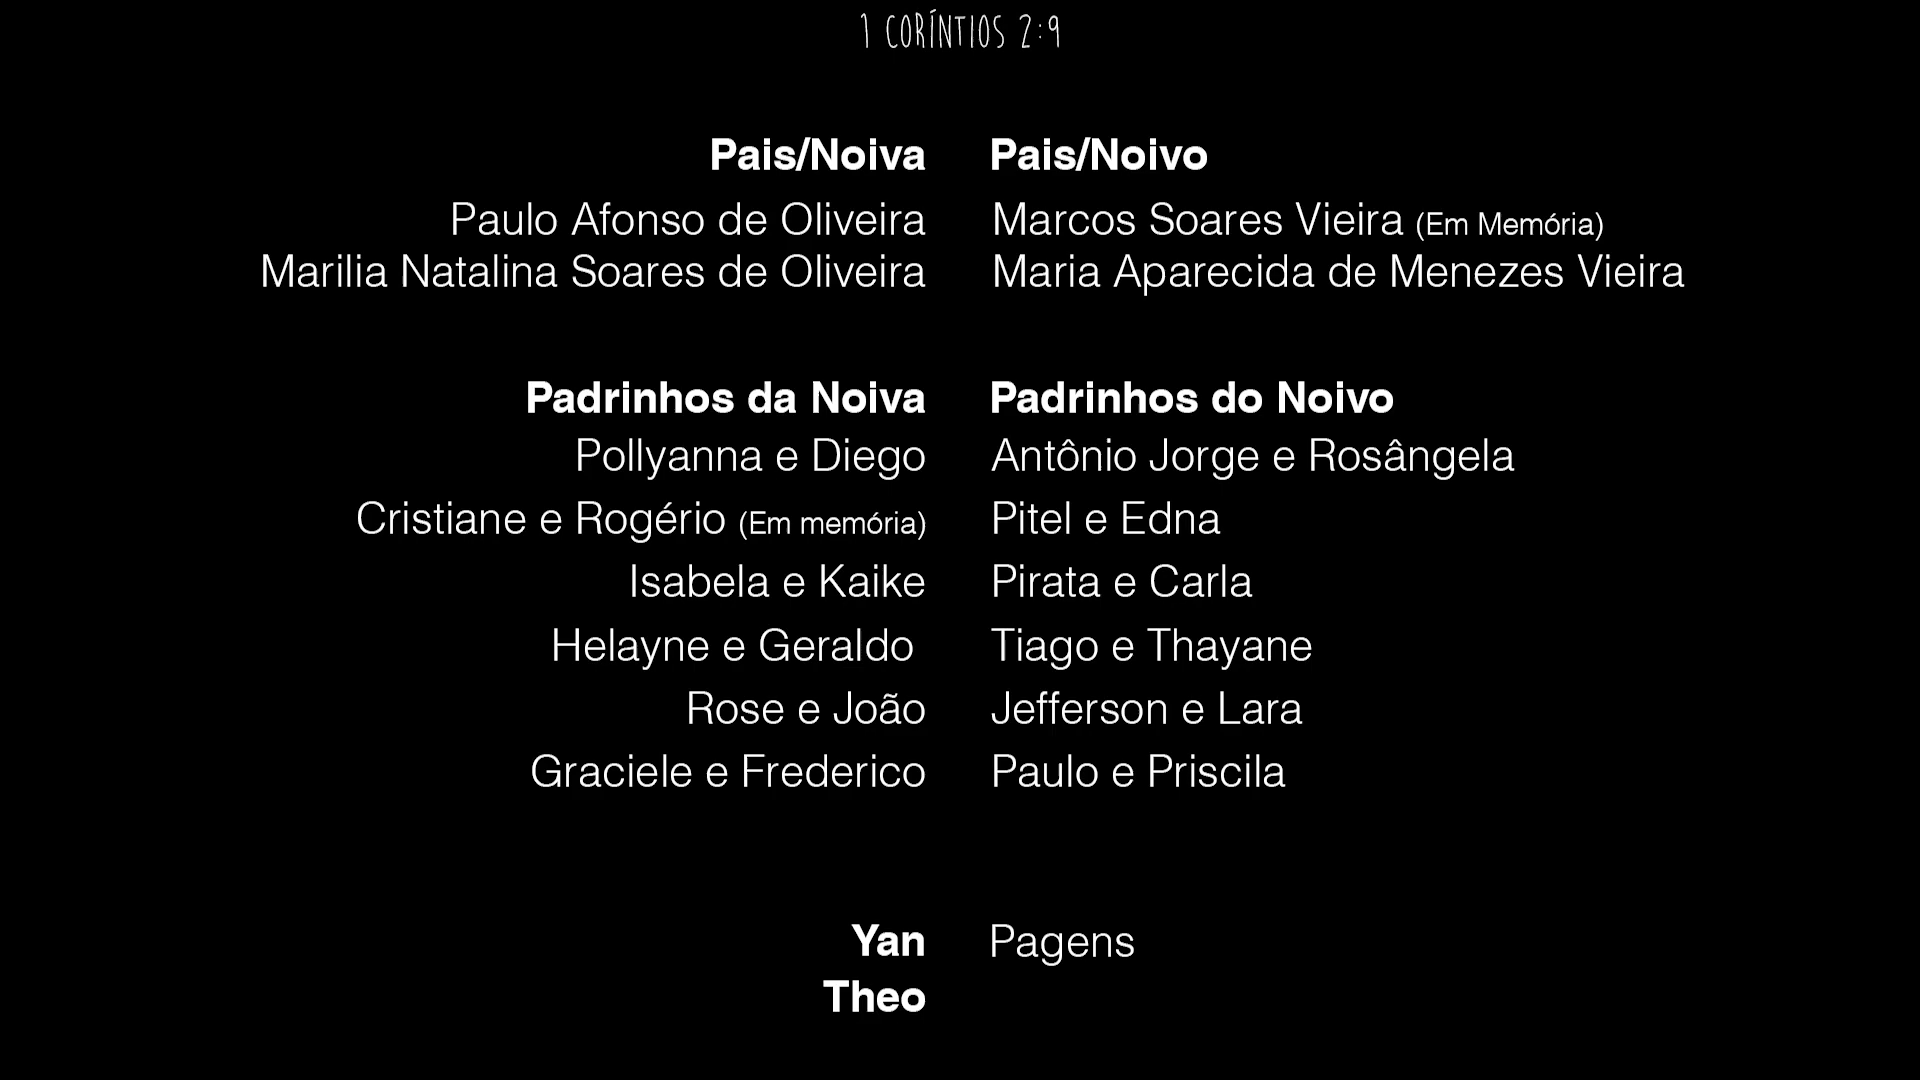 1 CORÍNTIOS 2:9
Pais/Noiva
Paulo Afonso de Oliveira
Marilia Natalina Soares de Oliveira
Pais/Noivo
Marcos Soares Vieira (Em Memória)
Maria Aparecida de Menezes Vieira
Padrinhos da Noiva
Pollyanna e Diego
Cristiane e Rogério (Em memória)
Isabela e Kaike
Helayne e Geraldo
Rose e João
Graciele e Frederico
Padrinhos do Noivo
Antônio Jorge e Rosângela
Pitel e Edna
Pirata e Carla
Tiago e Thayane
Jefferson e Lara
Paulo e Priscila
Yan
Theo
Pagens